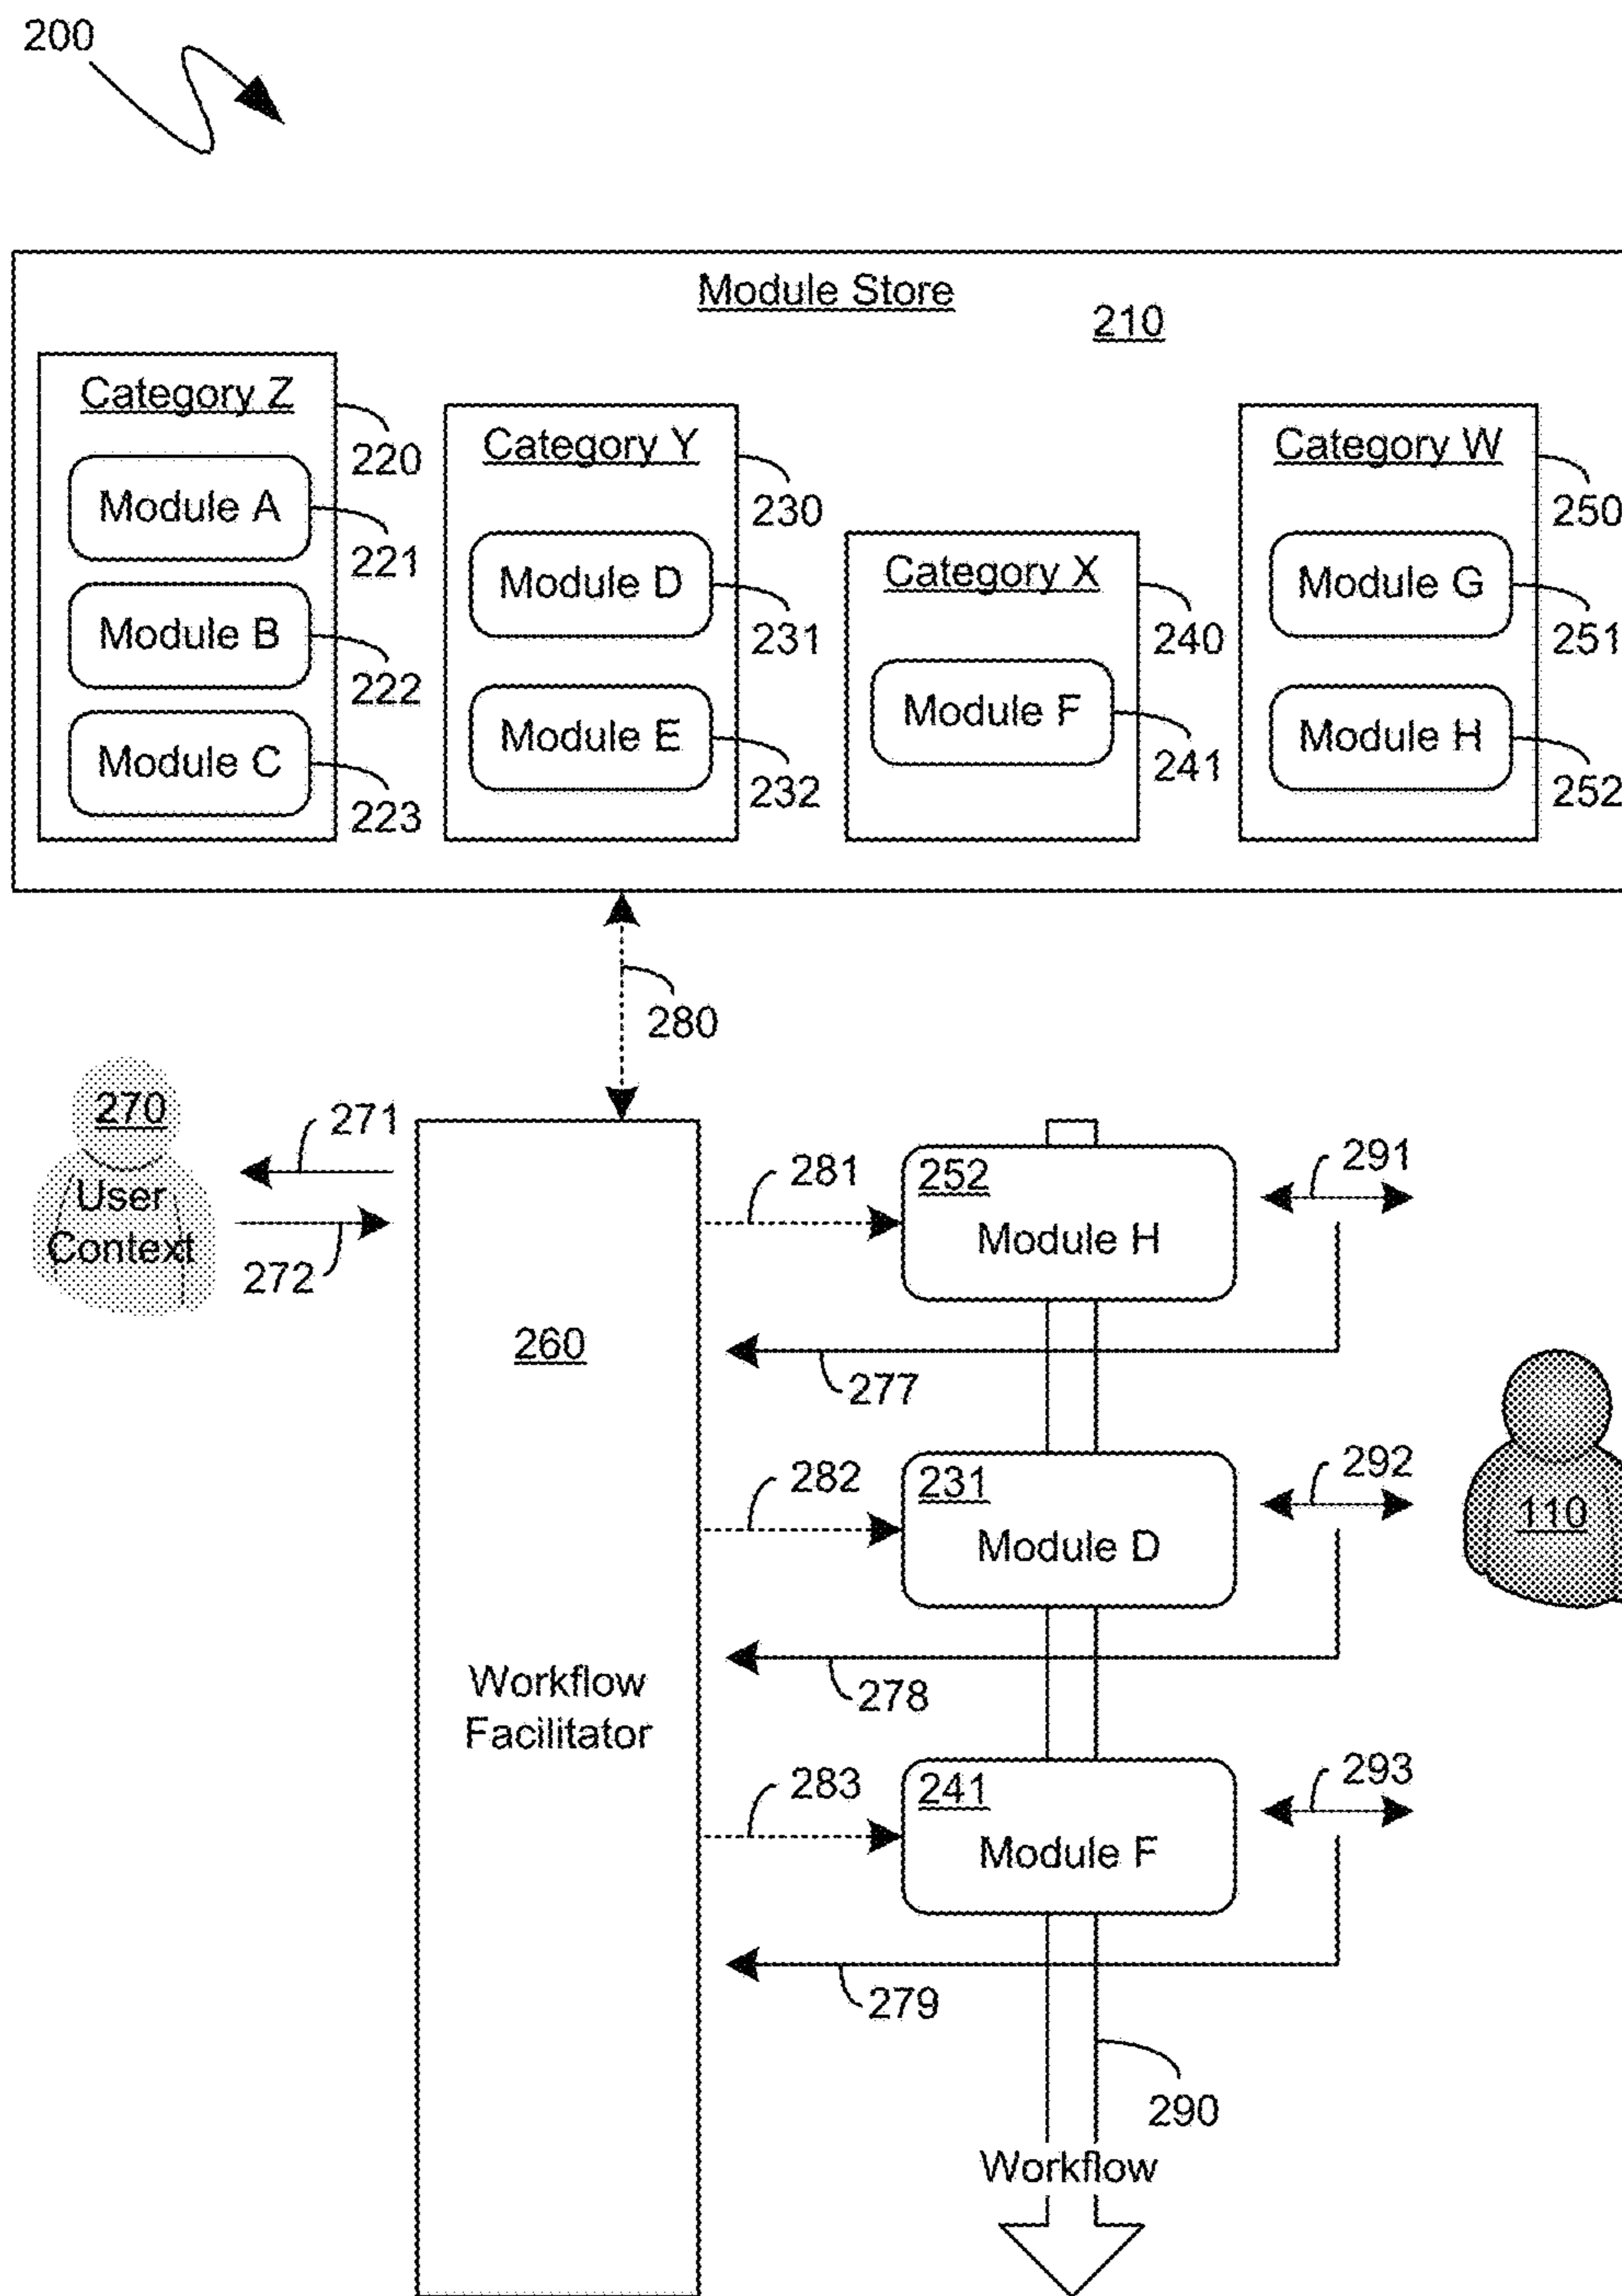 200
Module Store
210
Category Z
220
Module A
221
Module B
222
Module C
223
Category Y
230
Module D
231
Module E
232
Category X
240
Module F
241
Category W
250
Module G
251
Module H
252
280
270
User
Context
271
272
260
Workflow
Facilitator
281
252
Module H
291
277
282
231
Module D
292
110
278
283
241
Module F
293
279
290
Workflow